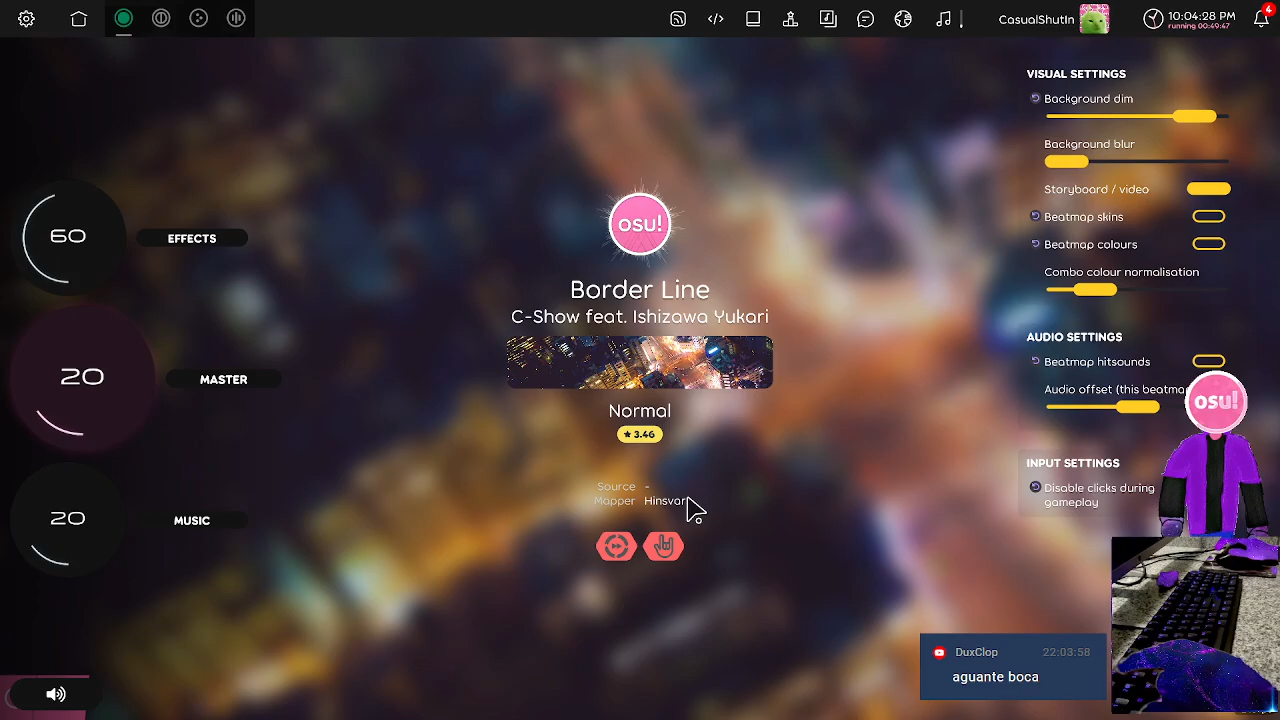 CasualShutIn
10:04:28 PM
running 00:49:47
4
VISUAL SETTINGS
Background dim
Background blur
Storyboard / video
Beatmap skins
Beatmap colours
Combo colour normalisation
AUDIO SETTINGS
Beatmap hitsounds
Audio offset (this beatma
osu!
INPUT SETTINGS
Disable clicks during
gameplay
60
EFFECTS
20
MASTER
20
MUSIC
osu!
Border Line
C-Show feat. Ishizawa Yukari
Normal
3.46
Source -
Mapper Hinsvar
DuxClop 22:03:58
aguante boca